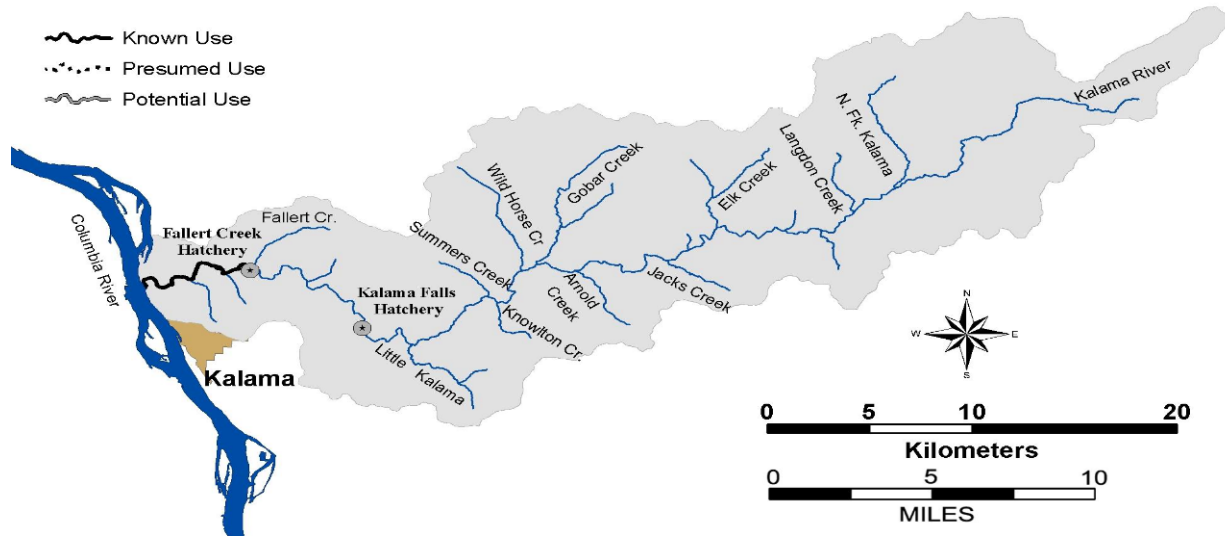 Known Use
Presumed Use
Potential Use
Columbia River
Fallert Cr.
Fallert Creek
Hatchery
Kalama Falls
Hatchery
Kalama
Little Kalama
Summers Creek
Knowlton Cr.
Wild Horse Cr
Gobar Creek
Arnold
Creek
Jacks Creek
Elk Creek
Langdon Creek
N. Fk. Kalama
Kalama River
N
W E
S
0 5 10 20
Kilometers
0 5 10
MILES